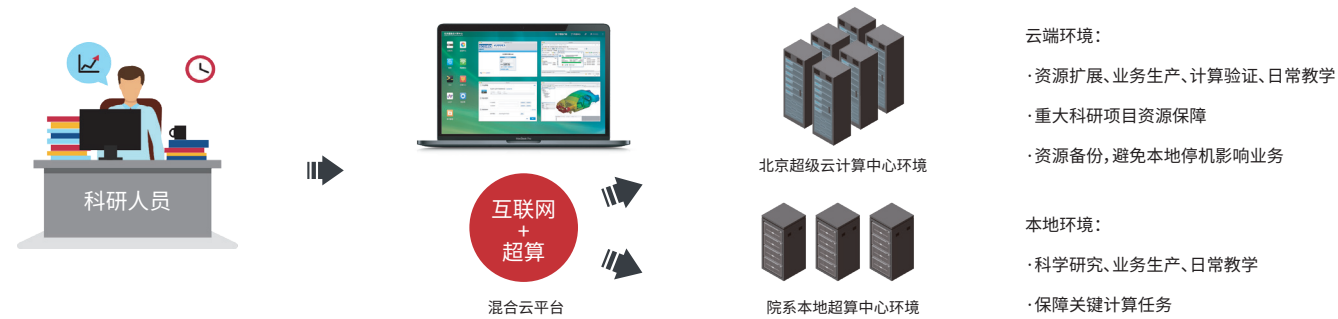 科研人员
互联网
+
超算
混合云平台
北京超级云计算中心环境
院系本地超算中心环境
云端环境：
·资源扩展、业务生产、计算验证、日常教学
·重大科研项目资源保障
·资源备份，避免本地停机影响业务
本地环境：
·科学研究、业务生产、日常教学
·保障关键计算任务